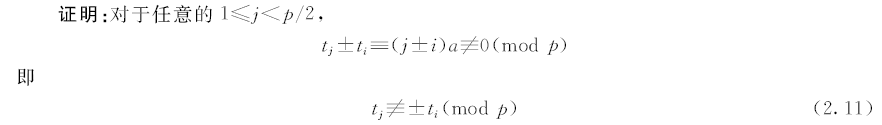 证明:对于任意的 1≤j<p/2,
t_j±t_i≡(j±i)a≢0(mod p)
即
t_j≢±t_i(mod p) (2.11)